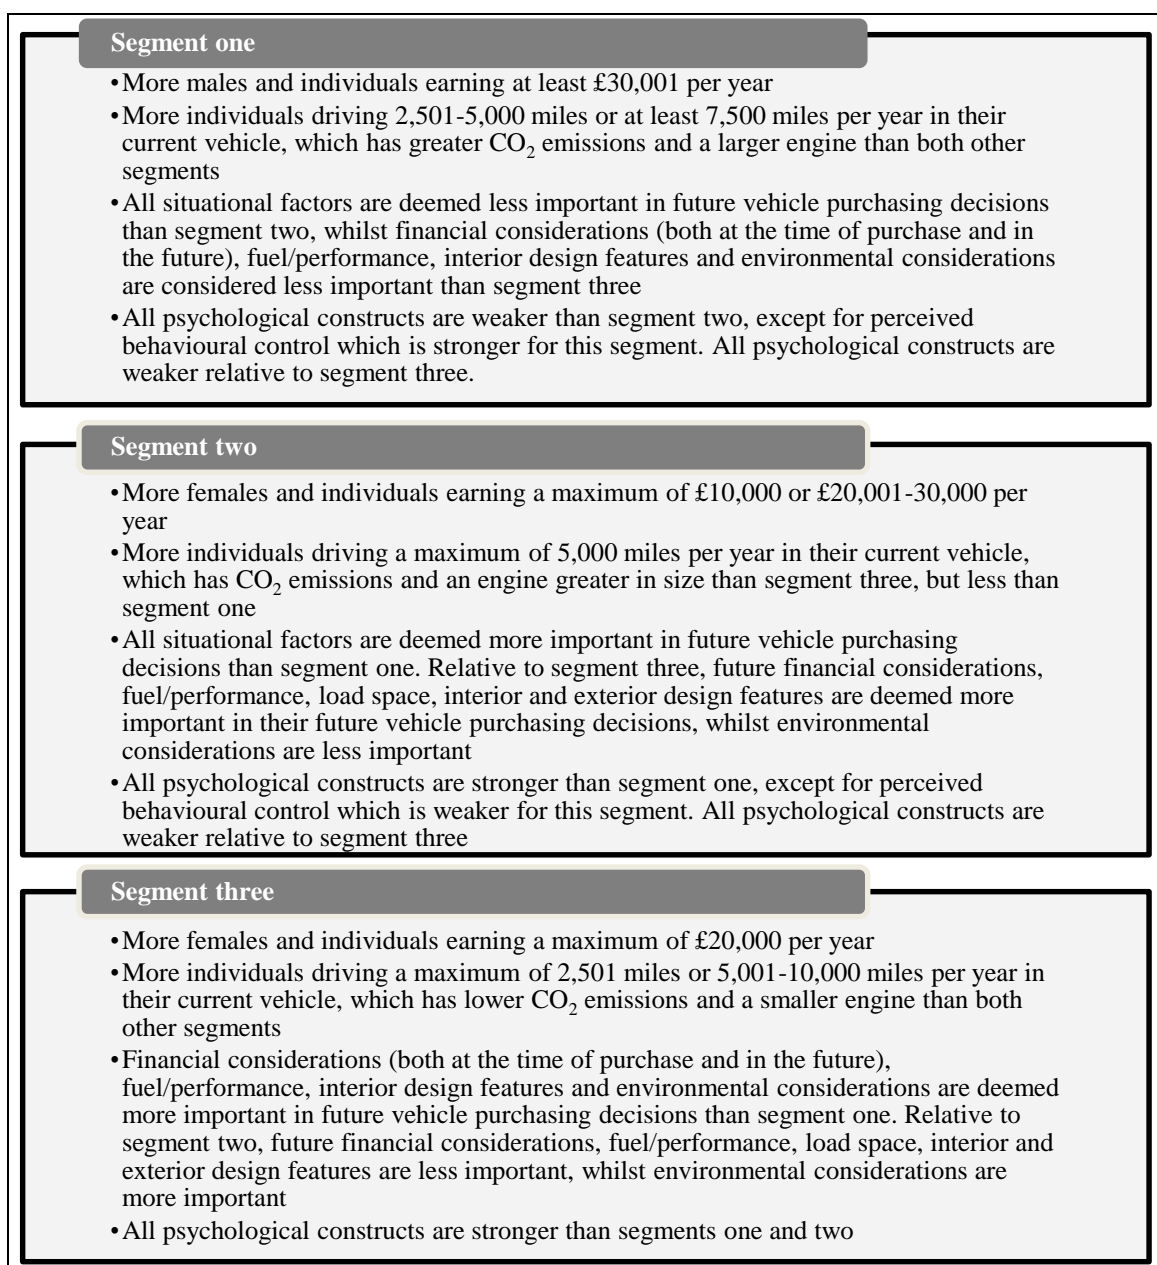 Segment one
•More males and individuals earning at least £30,001 per year
•More individuals driving 2,501-5,000 miles or at least 7,500 miles per year in their
current vehicle, which has greater CO₂ emissions and a larger engine than both other
segments
•All situational factors are deemed less important in future vehicle purchasing decisions
than segment two, whilst financial considerations (both at the time of purchase and in
the future), fuel/performance, interior design features and environmental considerations
are considered less important than segment three
•All psychological constructs are weaker than segment two, except for perceived
behavioural control which is stronger for this segment. All psychological constructs are
weaker relative to segment three.
Segment two
•More females and individuals earning a maximum of £10,000 or £20,001-30,000 per
year
•More individuals driving a maximum of 5,000 miles per year in their current vehicle,
which has CO₂ emissions and an engine greater in size than segment three, but less than
segment one
•All situational factors are deemed more important in future vehicle purchasing
decisions than segment one. Relative to segment three, future financial considerations,
fuel/performance, load space, interior and exterior design features are deemed more
important in their future vehicle purchasing decisions, whilst environmental
considerations are less important
•All psychological constructs are stronger than segment one, except for perceived
behavioural control which is weaker for this segment. All psychological constructs are
weaker relative to segment three
Segment three
•More females and individuals earning a maximum of £20,000 per year
•More individuals driving a maximum of 2,501 miles or 5,001-10,000 miles per year in
their current vehicle, which has lower CO₂ emissions and a smaller engine than both
other segments
•Financial considerations (both at the time of purchase and in the future),
fuel/performance, interior design features and environmental considerations are deemed
more important in future vehicle purchasing decisions than segment one. Relative to
segment two, future financial considerations, fuel/performance, load space, interior and
exterior design features are less important, whilst environmental considerations are
more important
•All psychological constructs are stronger than segments one and two